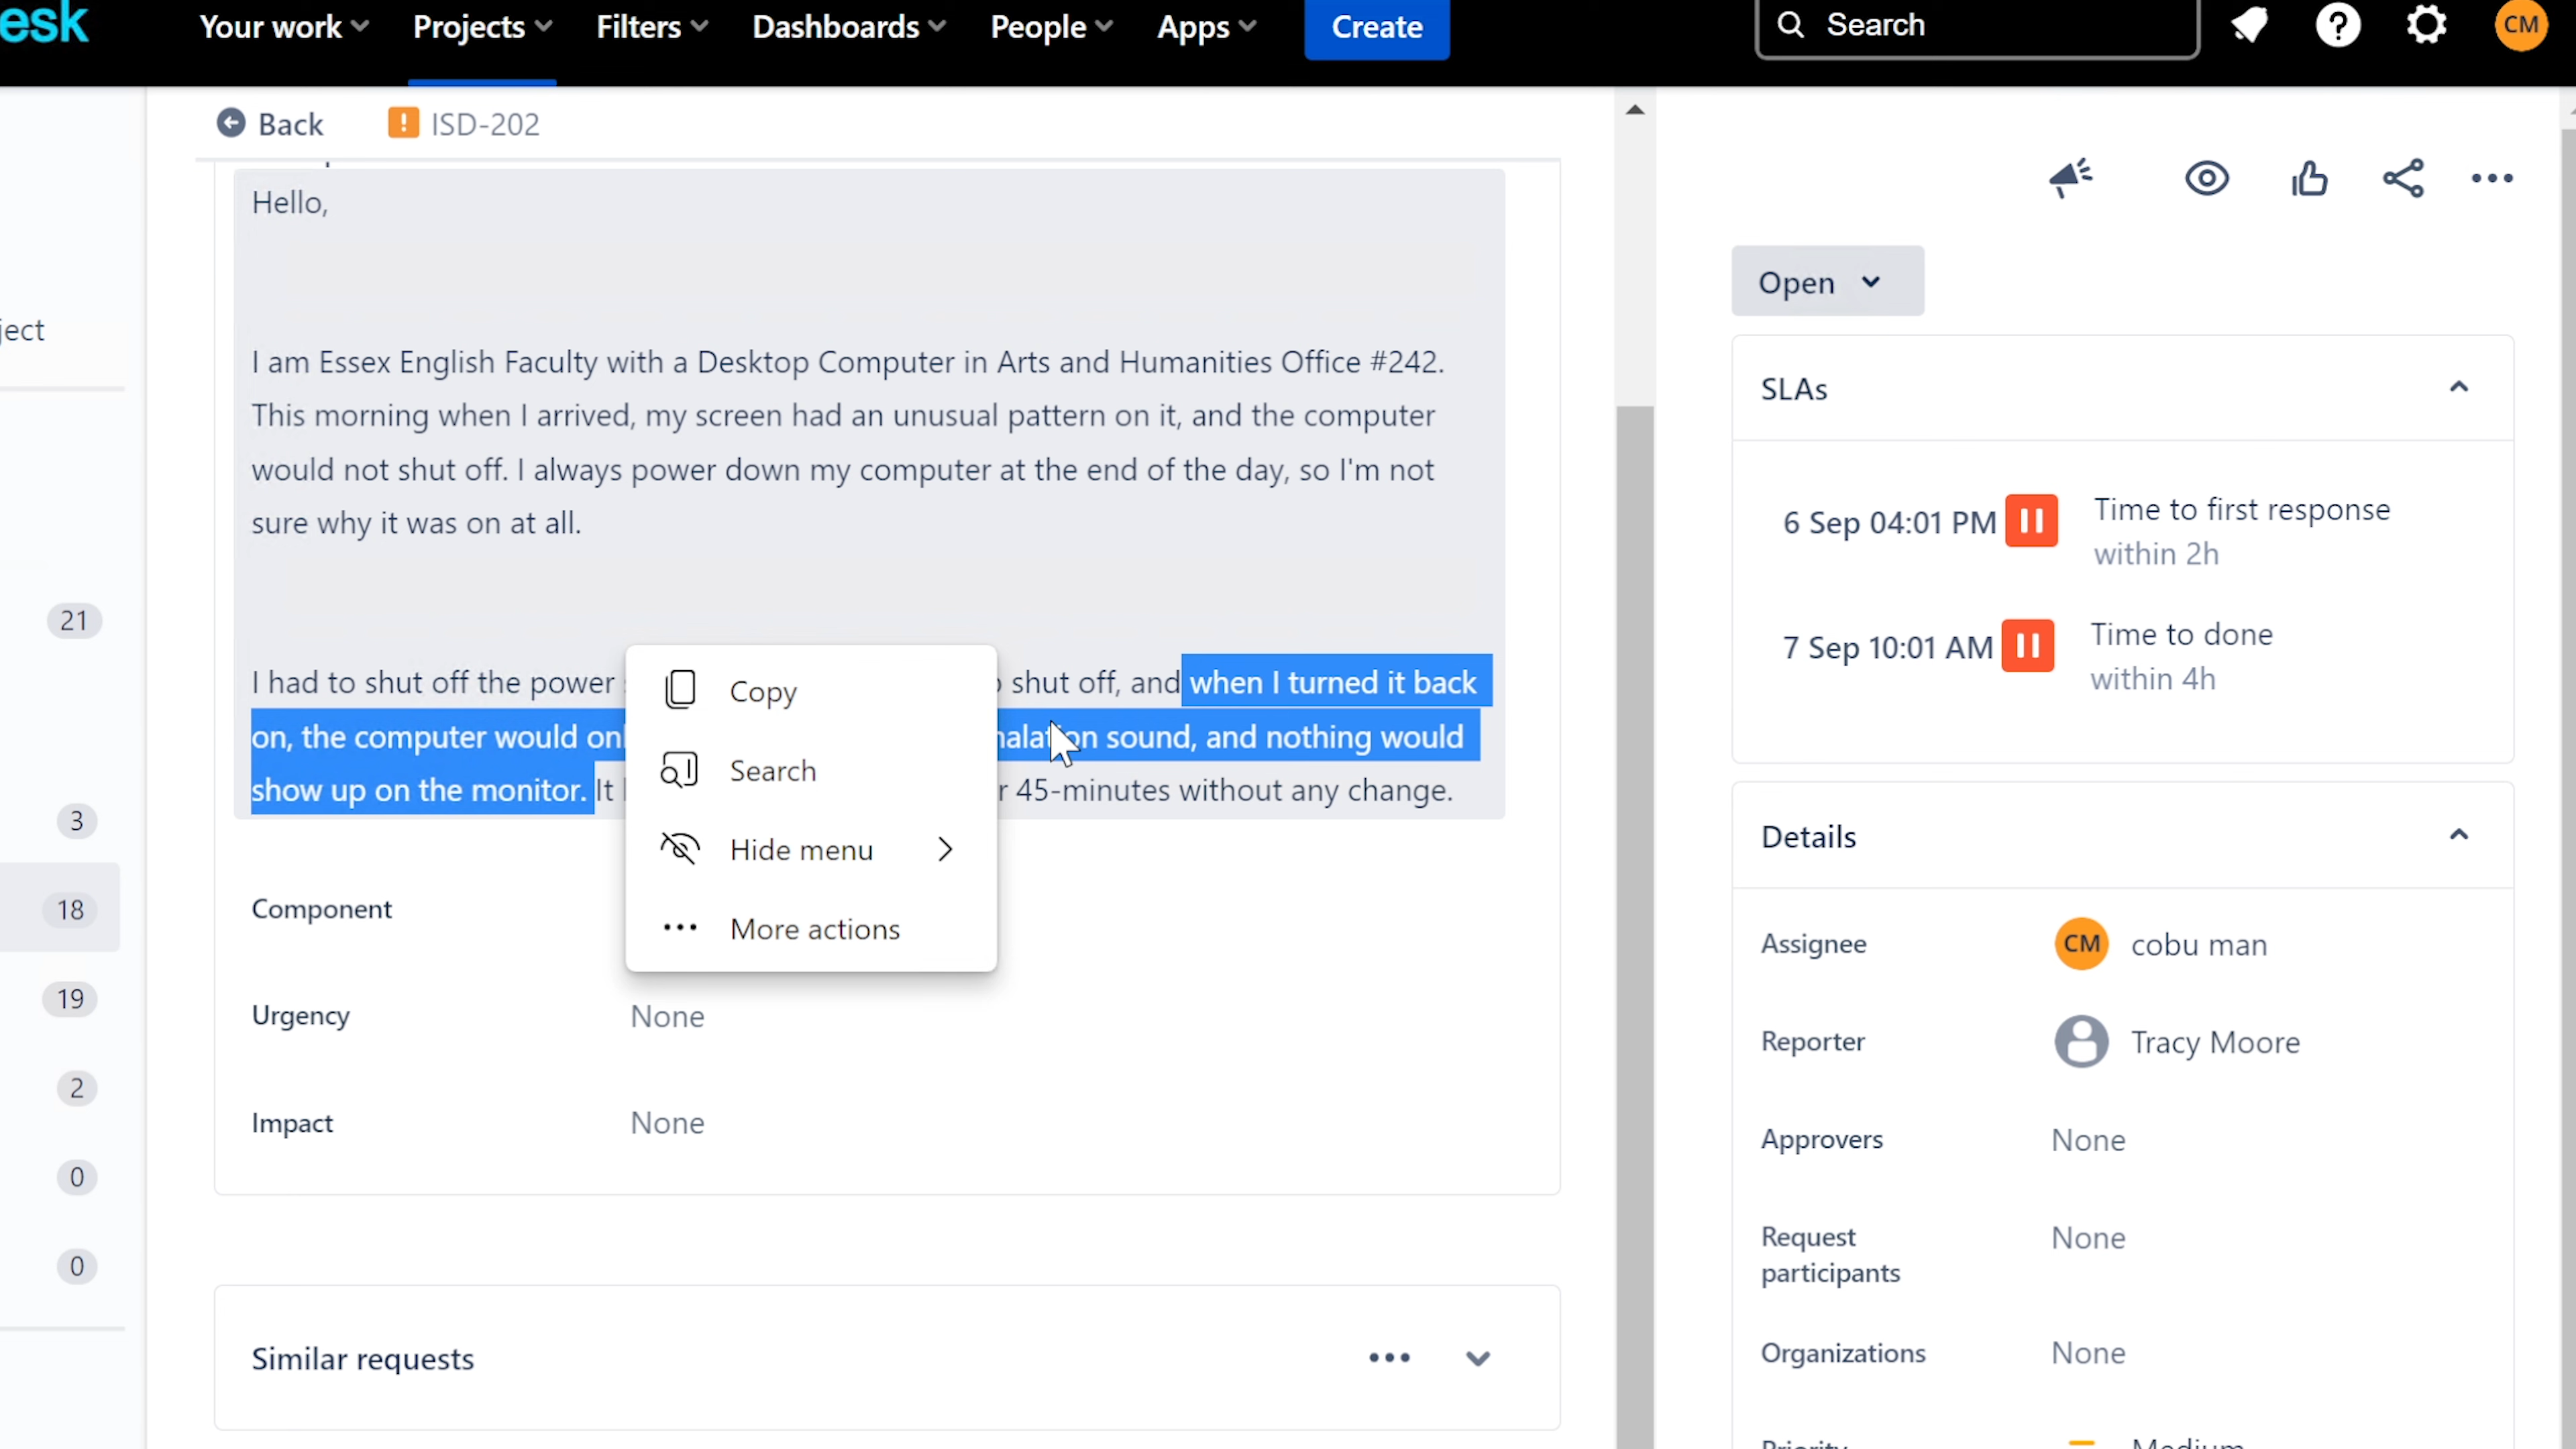 esk Your work Projects Filters Dashboards People Apps Create Search CM
Back ISD-202
ject
21
3
18
19
2
0
0
Hello,
I am Essex English Faculty with a Desktop Computer in Arts and Humanities Office #242.
This morning when I arrived, my screen had an unusual pattern on it, and the computer
would not shut off. I always power down my computer at the end of the day, so I'm not
sure why it was on at all.
I had to shut off the power shut off, and when I turned it back
on, the computer would sound, and nothing would
show up on the monitor. It 45-minutes without any change.
Copy
Search
Hide menu
More actions
Component
Urgency None
Impact None
Similar requests
Open
SLAs
6 Sep 04:01 PM Time to first response
within 2h
7 Sep 10:01 AM Time to done
within 4h
Details
Assignee CM cobu man
Reporter Tracy Moore
Approvers None
Request None
participants
Organizations None
Priority Medium